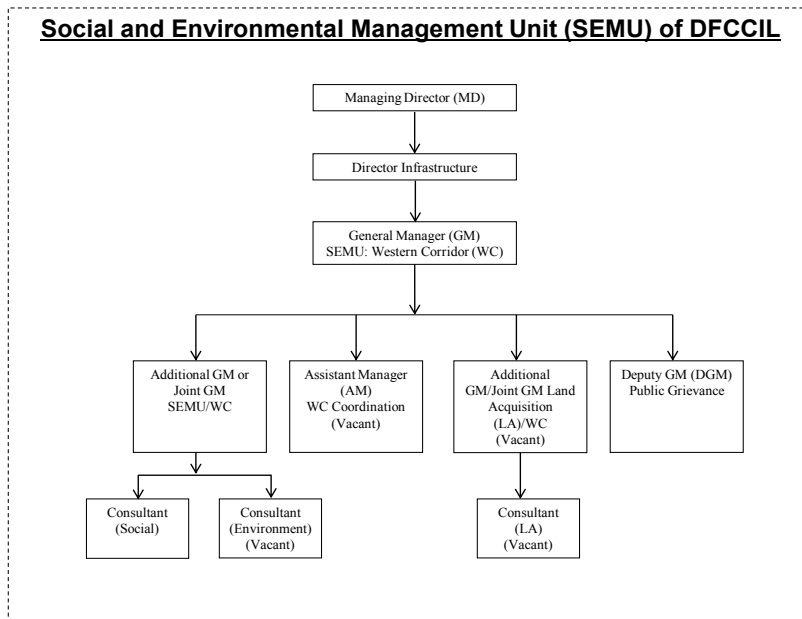 Social and Environmental Management Unit (SEMU) of DFCCIL
Managing Director (MD)
Director Infrastructure
General Manager (GM)
SEMU: Western Corridor (WC)
Additional GM or
Joint GM
SEMU/WC
Assistant Manager
(AM)
WC Coordination
(Vacant)
Additional
GM/Joint GM Land
Acquisition
(LA)/WC
(Vacant)
Deputy GM (DGM)
Public Grievance
Consultant
(Social)
Consultant
(Environment)
(Vacant)
Consultant
(LA)
(Vacant)